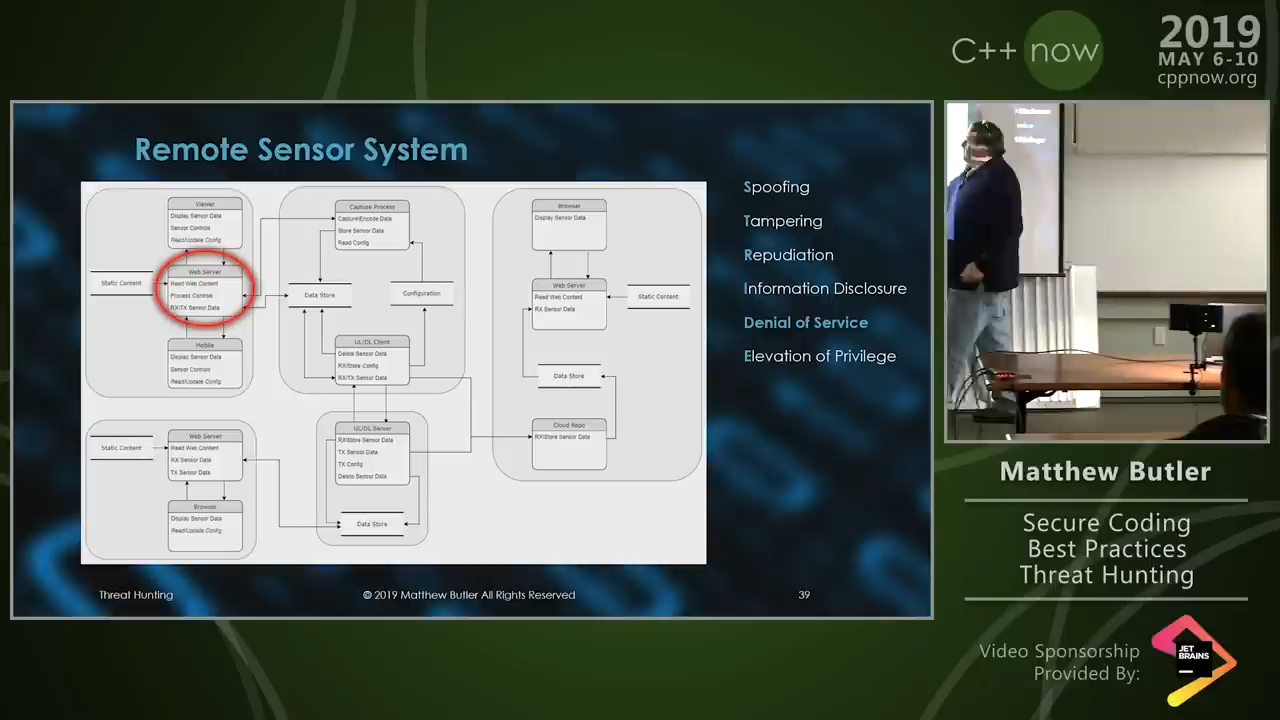 C++ now
2019
MAY 6-10
cppnow.org
Remote Sensor System
Viewer
Display Sensor Data
Sensor Controls
Read/Update Config
Static Content
Web Server
Read Web Content
Process Controls
RX\TX Sensor Data
Mobile
Display Sensor Data
Sensor Controls
Read/Update Config
Capture Process
Capture\Encode Data
Store Sensor Data
Read Config
Data Store
Configuration
UL/DL Client
Delete Sensor Data
RX/Store Config
RX/TX Sensor Data
Browser
Display Sensor Data
Web Server
Read Web Content
RX Sensor Data
Static Content
Data Store
Cloud Repo
RX\Store Sensor Data
Static Content
Web Server
Read Web Content
RX Sensor Data
TX Sensor Data
Browser
Display Sensor Data
Read/Update Config
UL/DL Server
RX\Store Sensor Data
TX Sensor Data
TX Config
Delete Sensor Data
Data Store
Spoofing
Tampering
Repudiation
Information Disclosure
Denial of Service
Elevation of Privilege
Threat Hunting
© 2019 Matthew Butler All Rights Reserved
39
Matthew Butler
Secure Coding
Best Practices
Threat Hunting
Video Sponsorship
Provided By:
JET
BRAINS